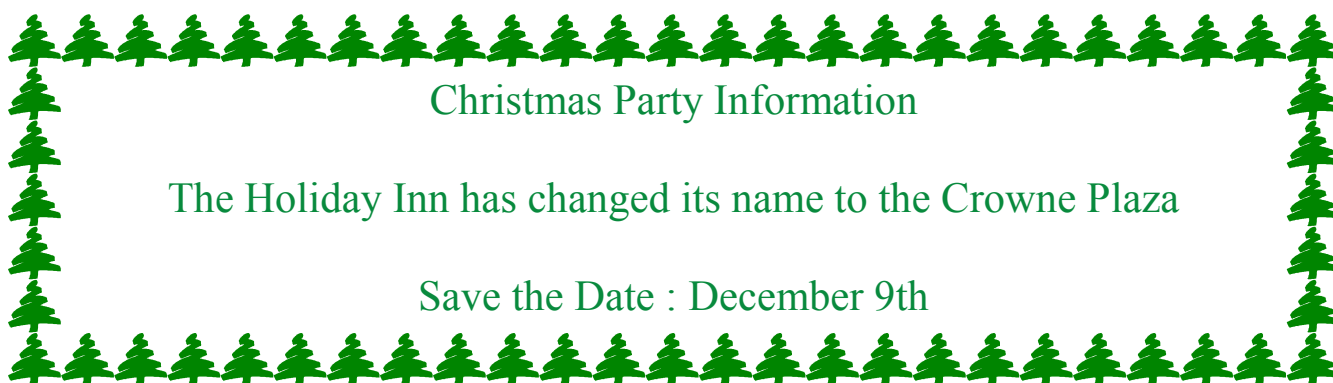 Christmas Party Information
The Holiday Inn has changed its name to the Crowne Plaza
Save the Date : December 9th